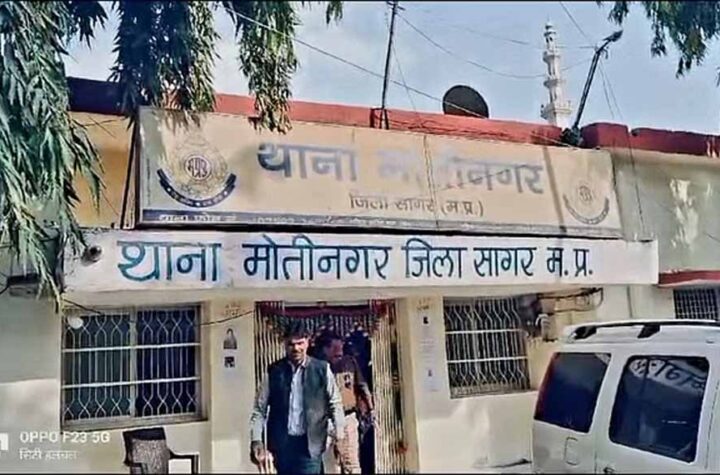 थाना मोतीनगर
जिला सागर (म.प्र.)
थाना मोतीनगर जिला सागर म.प्र.
OPPO F23 5G
सिटी हलचल